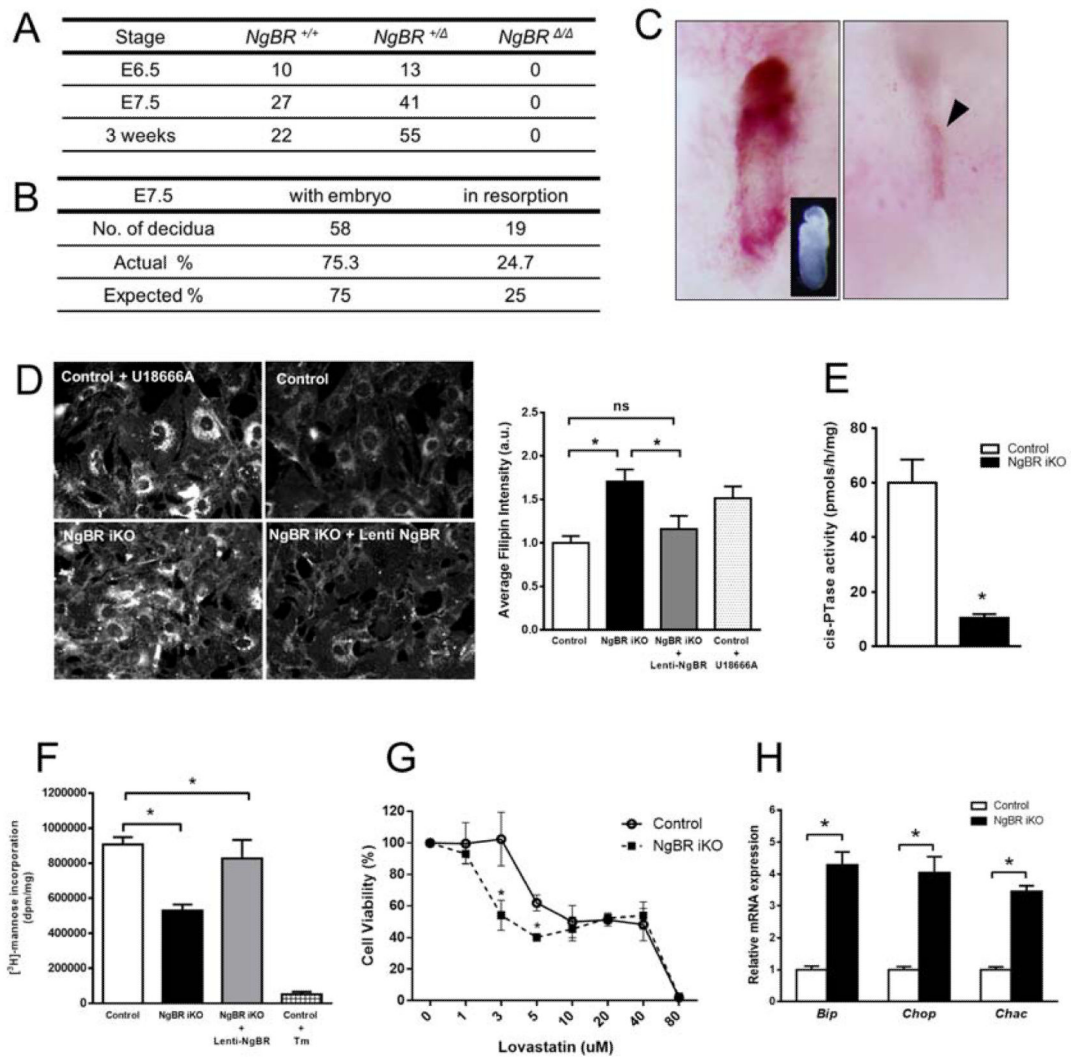 A
Stage NgBR +/+ NgBR +/Δ NgBR Δ/Δ
E6.5 10 13 0
E7.5 27 41 0
3 weeks 22 55 0
B
E7.5 with embryo in resorption
No. of decidua 58 19
Actual % 75.3 24.7
Expected % 75 25
C
D
Control + U18666A
Control
NgBR iKO
NgBR iKO + Lenti NgBR
Average Filipin Intensity (a.u.)
2.5
2.0
1.5
1.0
0.5
0.0
ns
* *
Control NgBR iKO NgBR iKO Control
+ +
Lenti-NgBR U18666A
E
cis-PTase activity (pmols/h/mg)
80
60
40
20
0
Control
NgBR iKO
*
F
[³H]-mannose incorporation
(dpm/mg)
1200000
1000000
800000
600000
400000
200000
0
*
*
Control NgBR iKO NgBR iKO Control
+ +
Lenti-NgBR Tm
G
Cell Viability (%)
120
100
80
60
40
20
0
Control
NgBR iKO
*
*
0 1 3 5 10 20 40 80
Lovastatin (uM)
H
Relative mRNA expression
6
4
2
1
0
Control
NgBR iKO
* * *
Bip Chop Chac